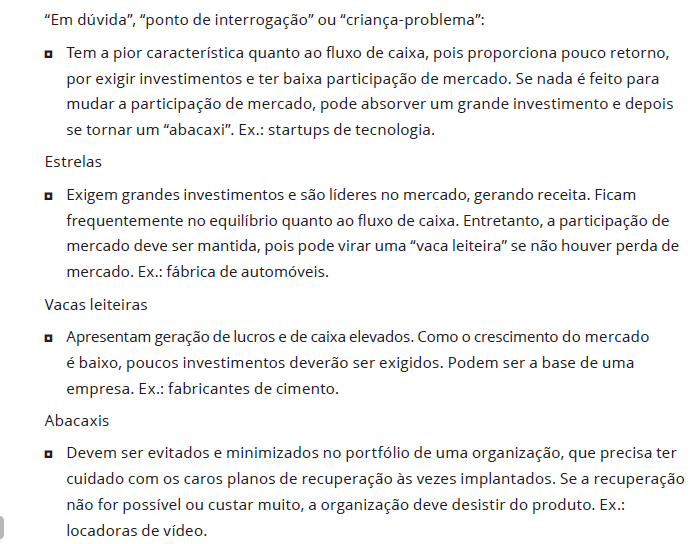 “Em dúvida”, “ponto de interrogação” ou “criança-problema”:
Tem a pior característica quanto ao fluxo de caixa, pois proporciona pouco retorno,
por exigir investimentos e ter baixa participação de mercado. Se nada é feito para
mudar a participação de mercado, pode absorver um grande investimento e depois
se tornar um “abacaxi”. Ex.: startups de tecnologia.
Estrelas
Exigem grandes investimentos e são líderes no mercado, gerando receita. Ficam
frequentemente no equilíbrio quanto ao fluxo de caixa. Entretanto, a participação de
mercado deve ser mantida, pois pode virar uma “vaca leiteira” se não houver perda de
mercado. Ex.: fábrica de automóveis.
Vacas leiteiras
Apresentam geração de lucros e de caixa elevados. Como o crescimento do mercado
é baixo, poucos investimentos deverão ser exigidos. Podem ser a base de uma
empresa. Ex.: fabricantes de cimento.
Abacaxis
Devem ser evitados e minimizados no portfólio de uma organização, que precisa ter
cuidado com os caros planos de recuperação às vezes implantados. Se a recuperação
não for possível ou custar muito, a organização deve desistir do produto. Ex.:
locadoras de vídeo.